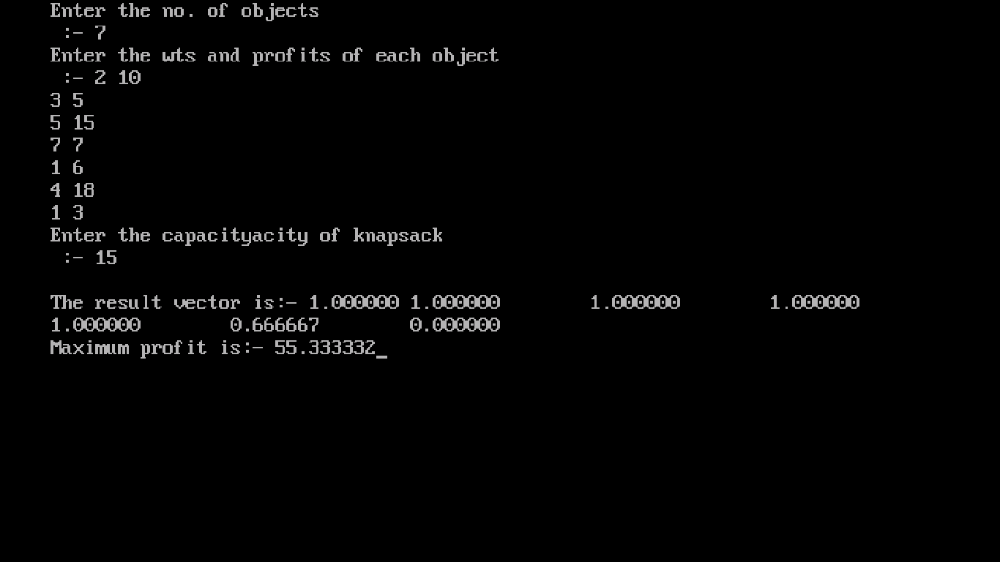 Enter the no. of objects
:- 7
Enter the wts and profits of each object
:- 2 10
3 5
5 15
7 7
1 6
4 18
1 3
Enter the capacityacity of knapsack
:- 15
The result vector is:- 1.000000 1.000000 1.000000 1.000000
1.000000 0.666667 0.000000
Maximum profit is:- 55.333332_